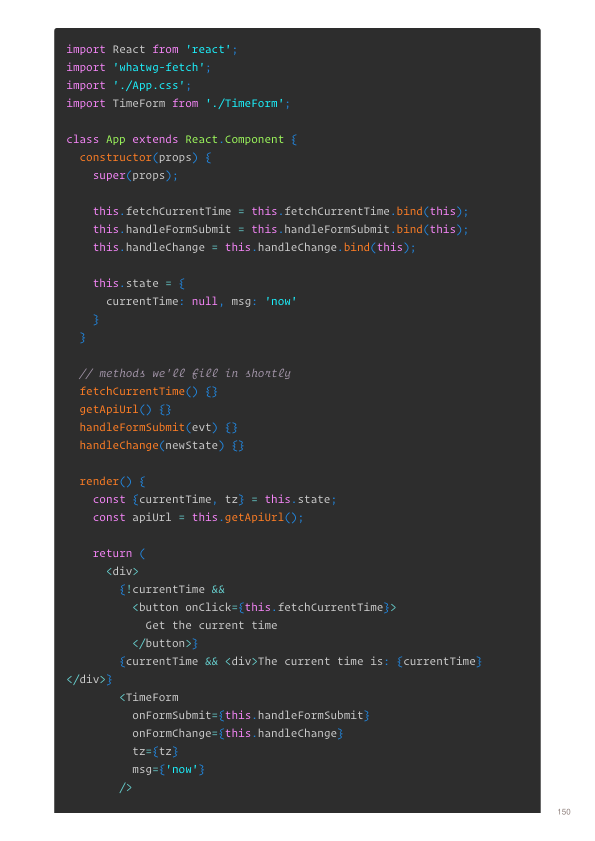 import React from 'react';
import 'whatwg-fetch';
import './App.css';
import TimeForm from './TimeForm';

class App extends React.Component {
  constructor(props) {
    super(props);

    this.fetchCurrentTime = this.fetchCurrentTime.bind(this);
    this.handleFormSubmit = this.handleFormSubmit.bind(this);
    this.handleChange = this.handleChange.bind(this);

    this.state = {
      currentTime: null, msg: 'now'
    }
  }

  // methods we'll fill in shortly
  fetchCurrentTime() {}
  getApiUrl() {}
  handleFormSubmit(evt) {}
  handleChange(newState) {}

  render() {
    const {currentTime, tz} = this.state;
    const apiUrl = this.getApiUrl();

    return (
      <div>
        {!currentTime &&
          <button onClick={this.fetchCurrentTime}>
            Get the current time
          </button>}
        {currentTime && <div>The current time is: {currentTime}
</div>}
        <TimeForm
          onFormSubmit={this.handleFormSubmit}
          onFormChange={this.handleChange}
          tz={tz}
          msg={'now'}
        />
150